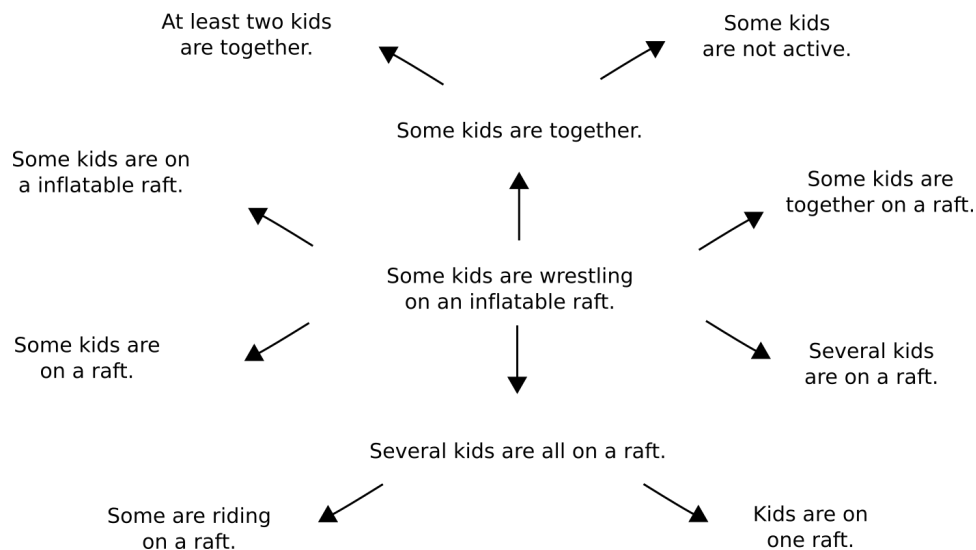 At least two kids
are together.
Some kids
are not active.
Some kids are together.
Some kids are on
a inflatable raft.
Some kids are
together on a raft.
Some kids are wrestling
on an inflatable raft.
Some kids are
on a raft.
Several kids
are on a raft.
Several kids are all on a raft.
Some are riding
on a raft.
Kids are on
one raft.